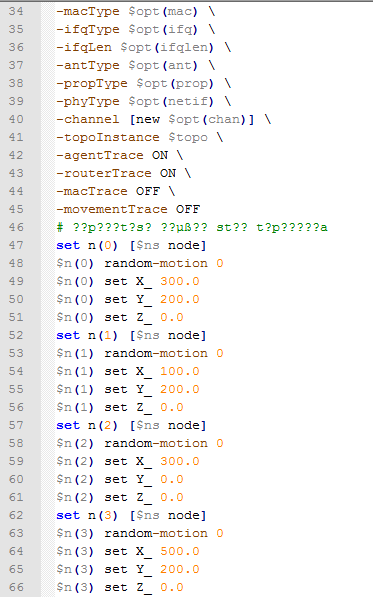 34 -macType $opt(mac) \
35 -ifqType $opt(ifq) \
36 -ifqLen $opt(ifqlen) \
37 -antType $opt(ant) \
38 -propType $opt(prop) \
39 -phyType $opt(netif) \
40 -channel [new $opt(chan)] \
41 -topoInstance $topo \
42 -agentTrace ON \
43 -routerTrace ON \
44 -macTrace OFF \
45 -movementTrace OFF
46 # ??p???t?s? ??µß?? st?? t?p?????a
47 set n(0) [$ns node]
48 $n(0) random-motion 0
49 $n(0) set X_ 300.0
50 $n(0) set Y_ 200.0
51 $n(0) set Z_ 0.0
52 set n(1) [$ns node]
53 $n(1) random-motion 0
54 $n(1) set X_ 100.0
55 $n(1) set Y_ 200.0
56 $n(1) set Z_ 0.0
57 set n(2) [$ns node]
58 $n(2) random-motion 0
59 $n(2) set X_ 300.0
60 $n(2) set Y_ 0.0
61 $n(2) set Z_ 0.0
62 set n(3) [$ns node]
63 $n(3) random-motion 0
64 $n(3) set X_ 500.0
65 $n(3) set Y_ 200.0
66 $n(3) set Z_ 0.0